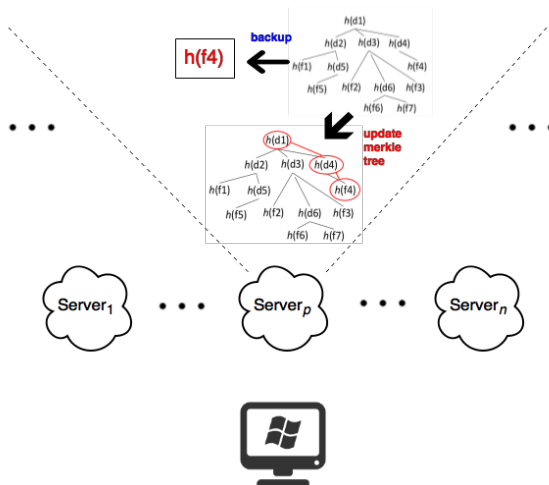 h(d1)
backup
h(d2) h(d3) h(d4)
h(f4)
h(f1) h(d5) h(f4)
h(f5) h(f2) h(d6) h(f3)
h(f6) h(f7)
update
merkle
tree
h(d1)
h(d2) h(d3) h(d4)
h(f1) h(d5) h(f4)
h(f5) h(f2) h(d6) h(f3)
h(f6) h(f7)
Server₁ Serverₚ Serverₙ